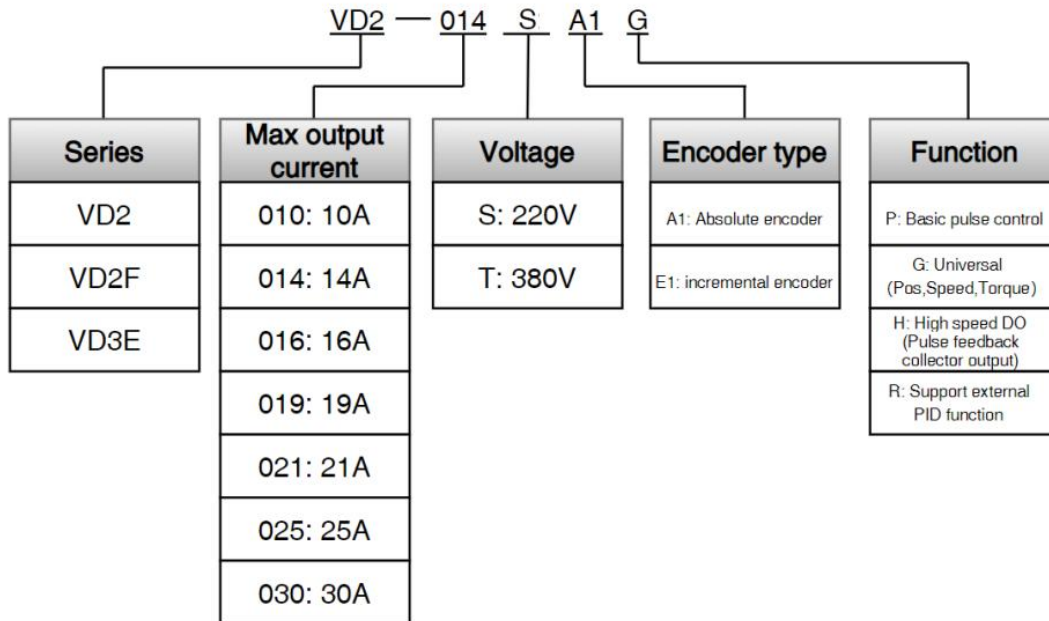 VD2 — 014 S A1 G
Series
VD2
VD2F
VD3E
Max output
current
010: 10A
014: 14A
016: 16A
019: 19A
021: 21A
025: 25A
030: 30A
Voltage
S: 220V
T: 380V
Encoder type
A1: Absolute encoder
E1: incremental encoder
Function
P: Basic pulse control
G: Universal
(Pos,Speed,Torque)
H: High speed DO
(Pulse feedback
collector output)
R: Support external
PID function